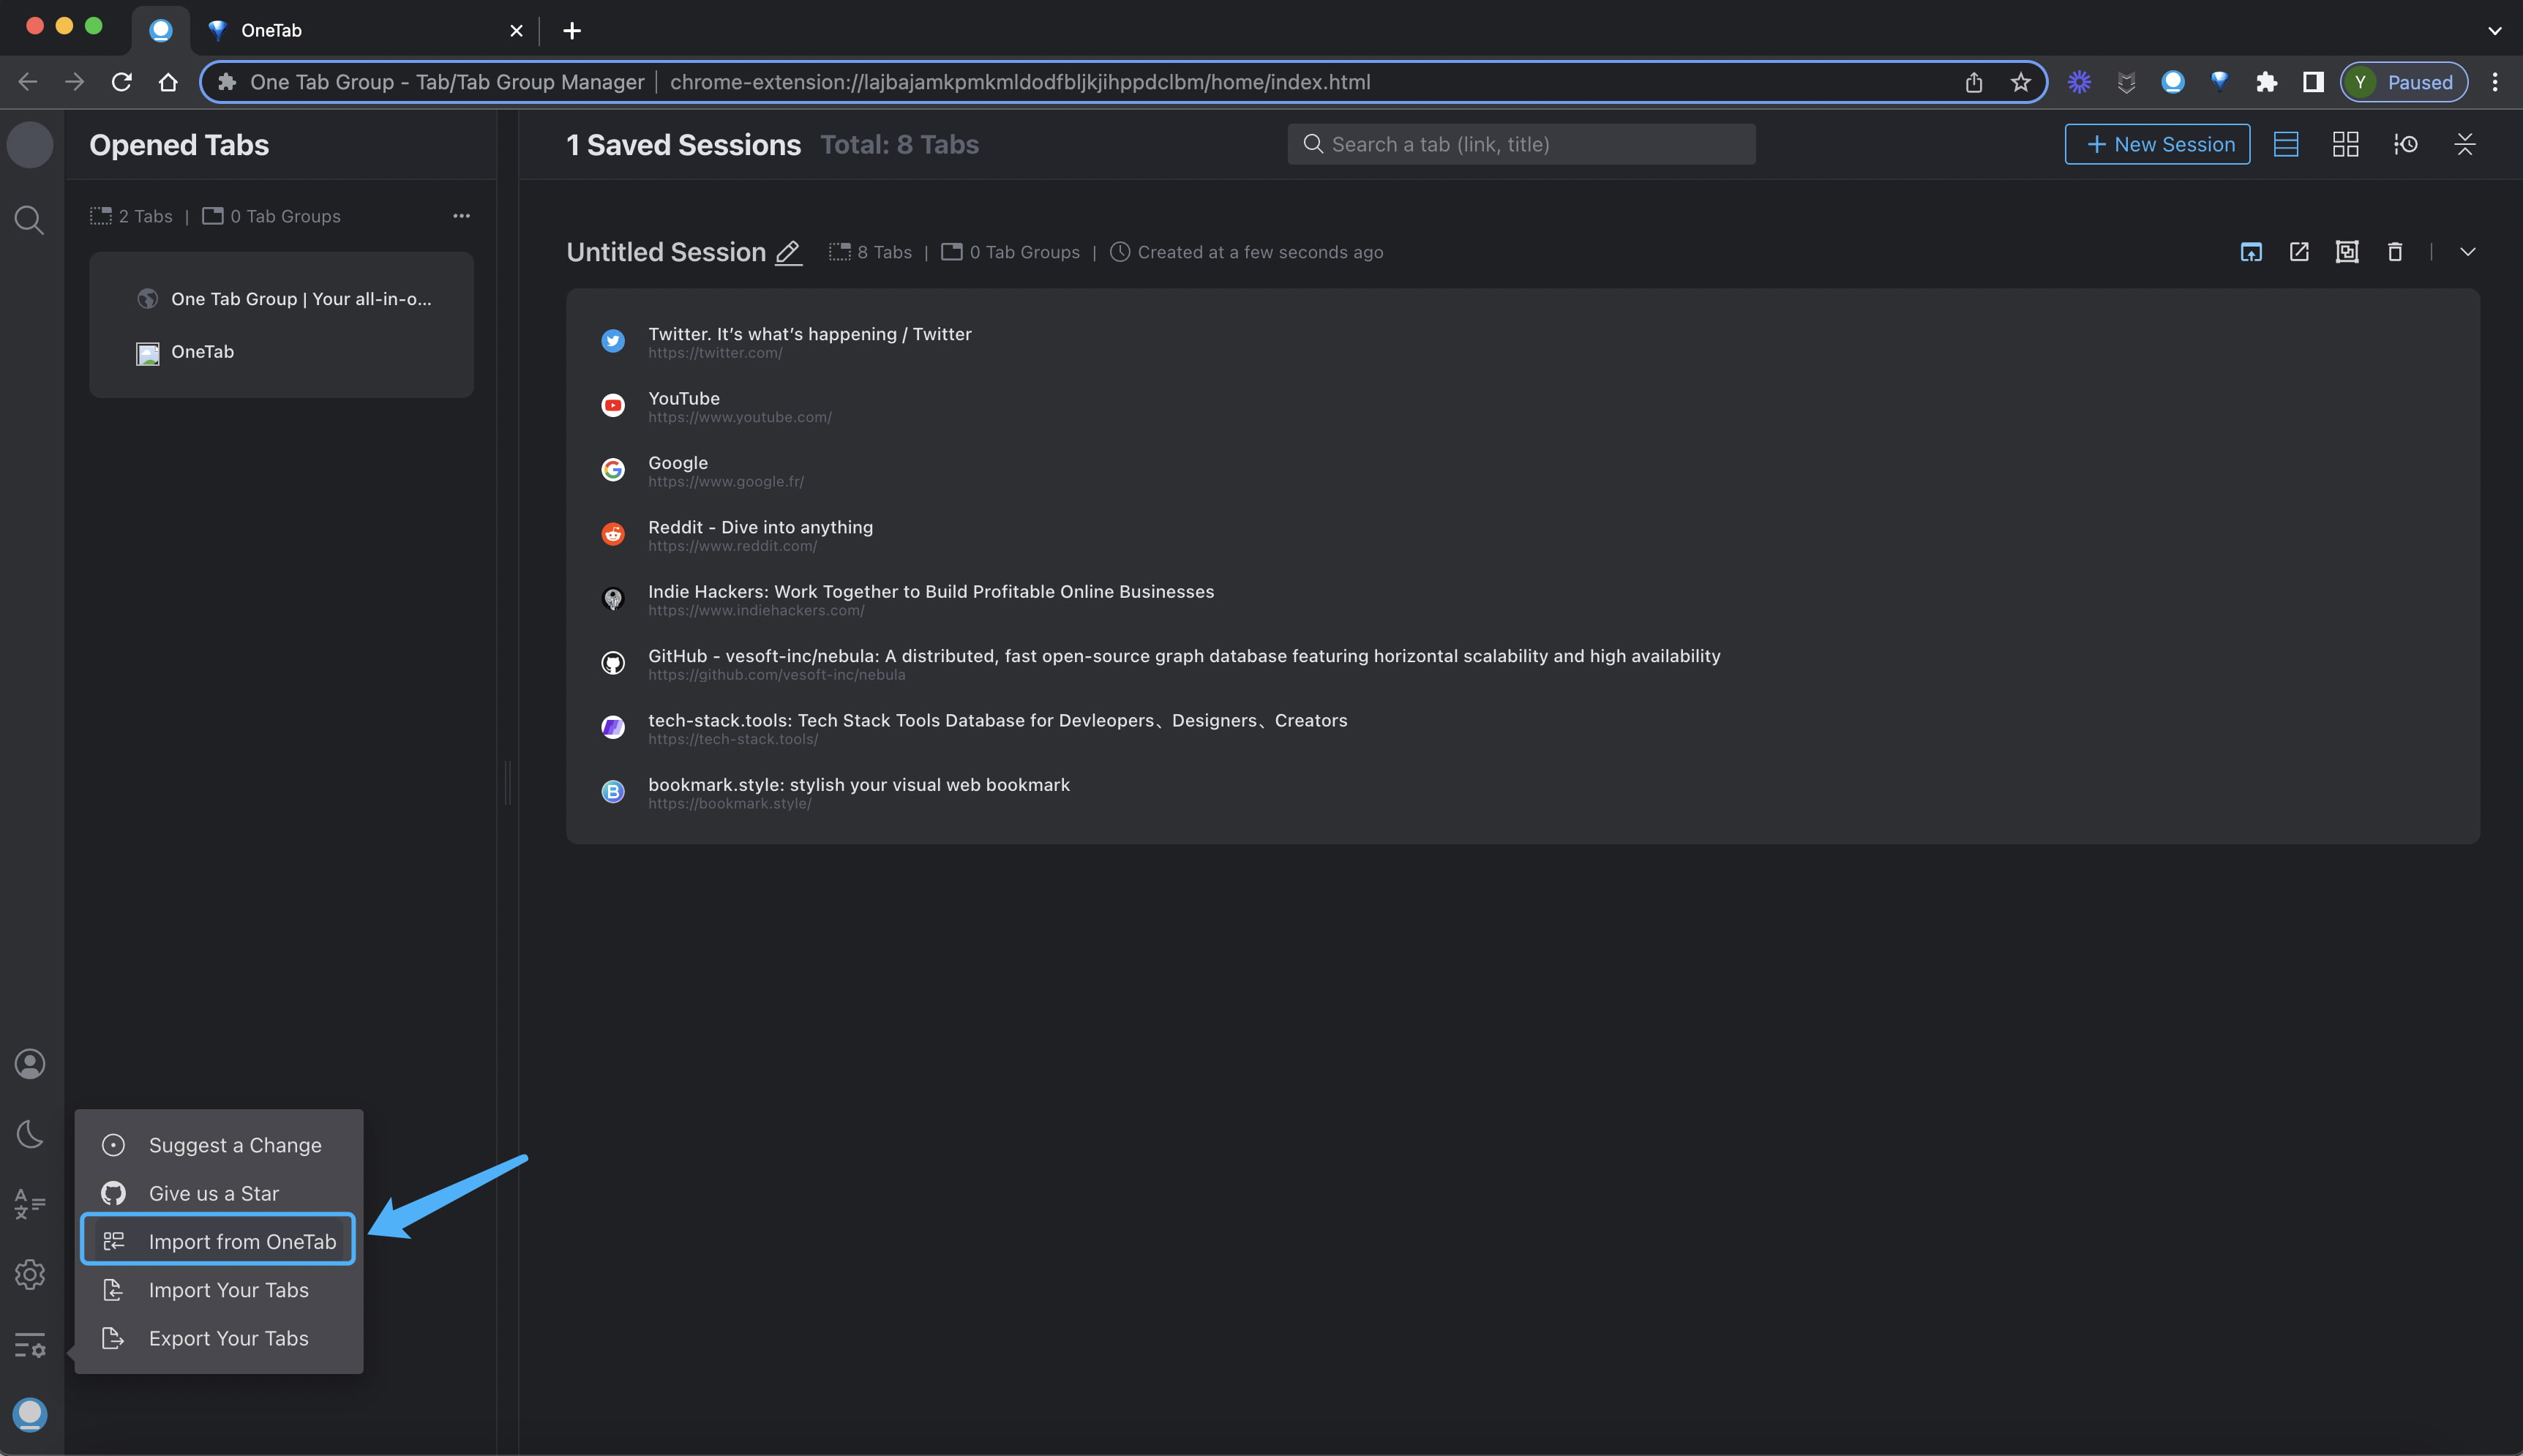 OneTab
One Tab Group - Tab/Tab Group Manager | chrome-extension://lajbajamkpmkmldodfbljkjihppdclbm/home/index.html
Y Paused
Opened Tabs
2 Tabs | 0 Tab Groups
One Tab Group | Your all-in-o...
OneTab
1 Saved Sessions Total: 8 Tabs
Search a tab (link, title)
+ New Session
Untitled Session 8 Tabs | 0 Tab Groups | Created at a few seconds ago
Twitter. It’s what’s happening / Twitter
https://twitter.com/
YouTube
https://www.youtube.com/
Google
https://www.google.fr/
Reddit - Dive into anything
https://www.reddit.com/
Indie Hackers: Work Together to Build Profitable Online Businesses
https://www.indiehackers.com/
GitHub - vesoft-inc/nebula: A distributed, fast open-source graph database featuring horizontal scalability and high availability
https://github.com/vesoft-inc/nebula
tech-stack.tools: Tech Stack Tools Database for Devleopers、Designers、Creators
https://tech-stack.tools/
B
bookmark.style: stylish your visual web bookmark
https://bookmark.style/
Suggest a Change
Give us a Star
Import from OneTab
Import Your Tabs
Export Your Tabs